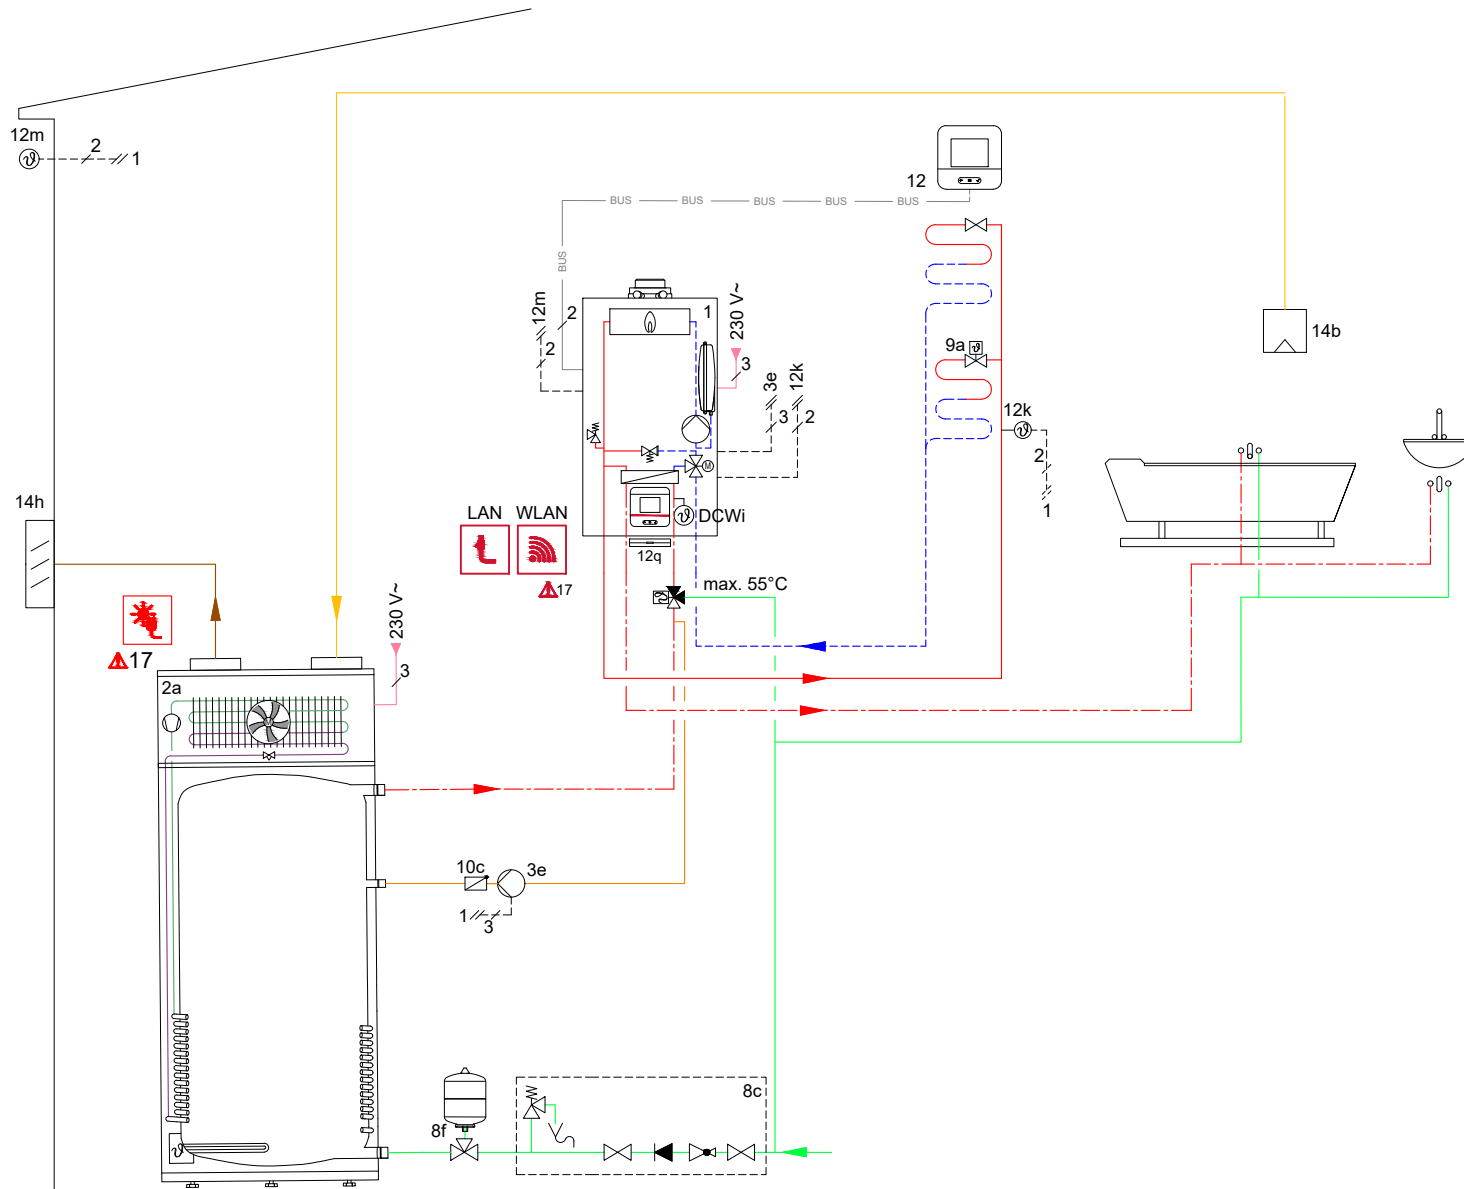 12m
2
1
12
BUS BUS BUS BUS BUS
BUS
12m
2
2
1
230 V~
3
3e
12k
3
2
9a
12k
2
1
14b
14h
LAN WLAN
DCWi
12q
17
max. 55°C
17
230 V~
3
2a
M
M
10c
3e
1
3
8f
8c